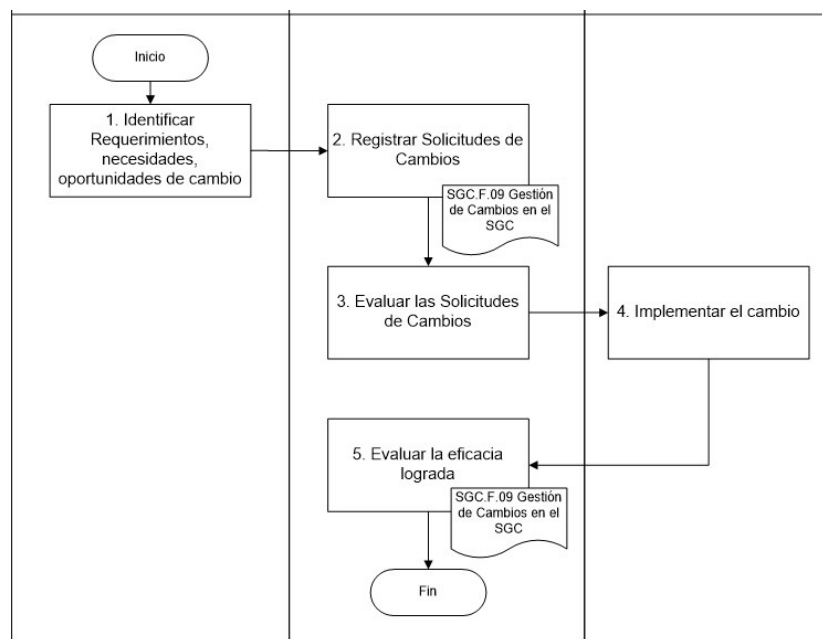 Inicio
1. Identificar
Requerimientos,
necesidades,
oportunidades de cambio
2. Registrar Solicitudes de
Cambios
SGC.F.09 Gestión
de Cambios en el
SGC
3. Evaluar las Solicitudes
de Cambios
4. Implementar el cambio
5. Evaluar la eficacia
lograda
SGC.F.09 Gestión
de Cambios en el
SGC
Fin